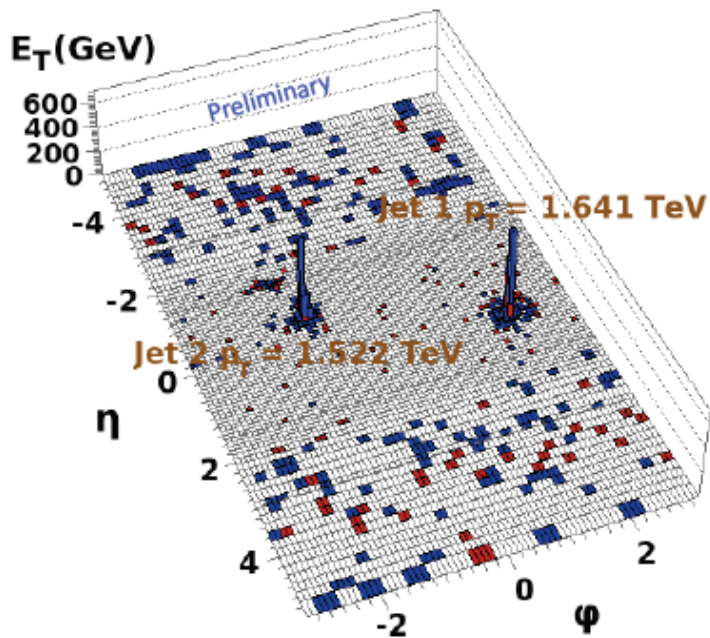 E_T(GeV)
Preliminary
600
400
200
0
-4
Jet 1 p_T = 1.641 TeV
-2
Jet 2 p_T = 1.522 TeV
0
η
2
4
2
0
-2
φ